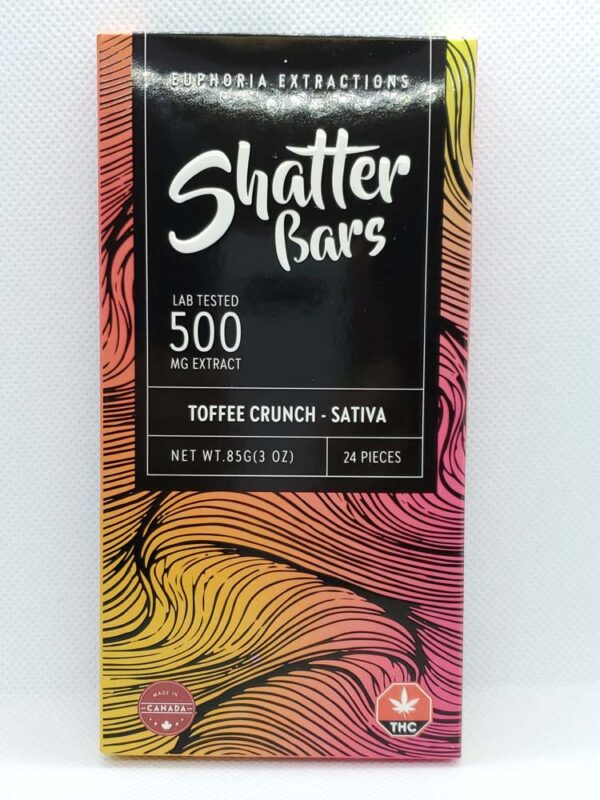 EUPHORIA EXTRACTIONS
Shatter
Bars
LAB TESTED
500
MG EXTRACT
TOFFEE CRUNCH - SATIVA
NET WT.85G(3 OZ)
24 PIECES
MADE IN
CANADA
THC